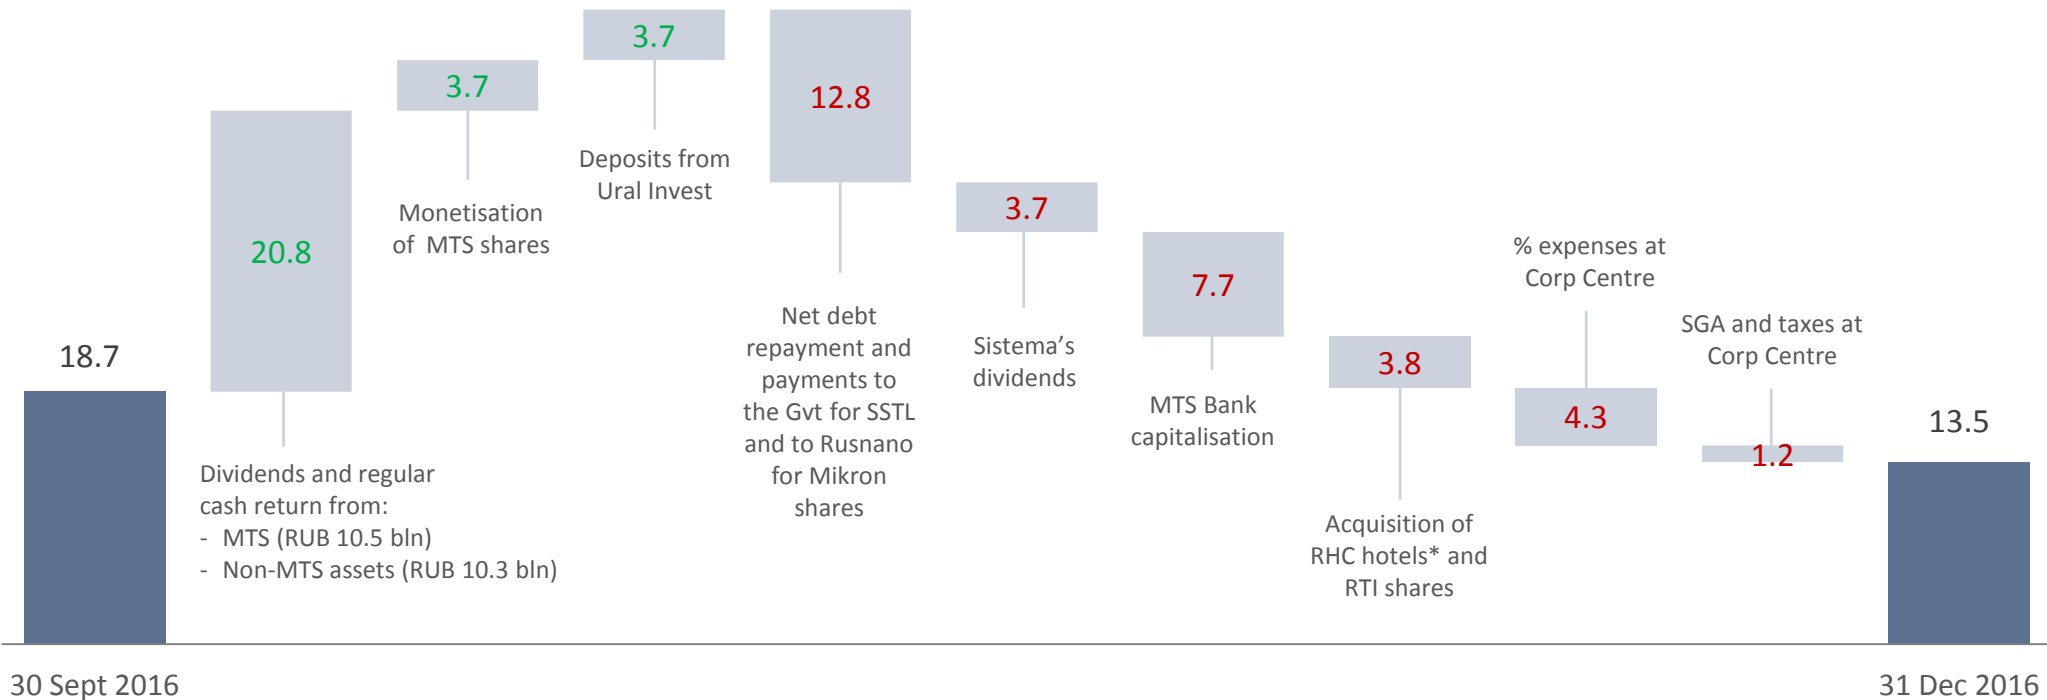 18.7
30 Sept 2016
20.8
Dividends and regular
cash return from:
- MTS (RUB 10.5 bln)
- Non-MTS assets (RUB 10.3 bln)
3.7
Monetisation
of MTS shares
3.7
Deposits from
Ural Invest
12.8
Net debt
repayment and
payments to
the Gvt for SSTL
and to Rusnano
for Mikron
shares
3.7
Sistema’s
dividends
7.7
MTS Bank
capitalisation
3.8
Acquisition of
RHC hotels* and
RTI shares
% expenses at
Corp Centre
4.3
SGA and taxes at
Corp Centre
1.2
13.5
31 Dec 2016